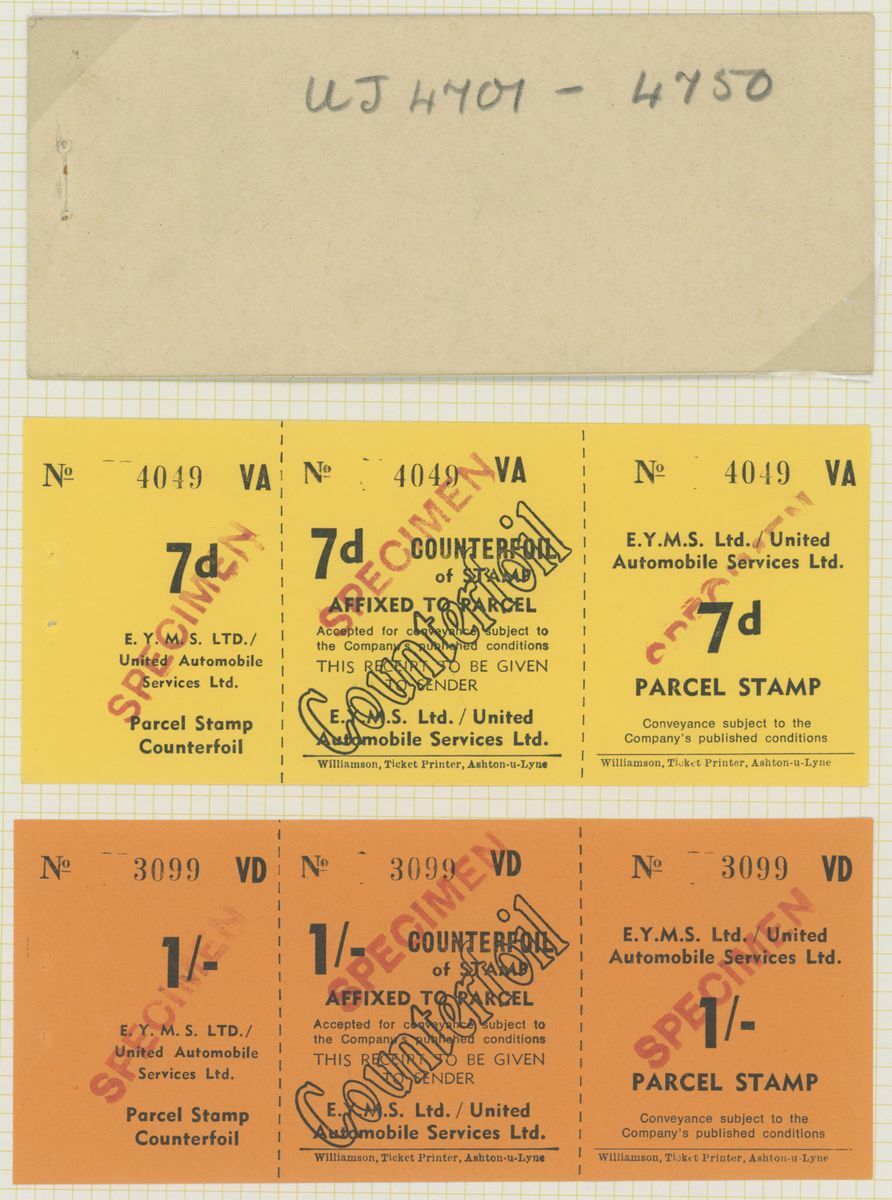 UJ 4701 - 4750
Nº 4049 VA
7d
SPECIMEN
E. Y. M. S. LTD./
United Automobile
Services Ltd.
Parcel Stamp
Counterfoil
Nº 4049 VA
7d COUNTERFOIL
of STAMP
AFFIXED TO PARCEL
Accepted for conveyance subject to
the Company's published conditions
THIS RECEIPT TO BE GIVEN
TO SENDER
E.Y.M.S. Ltd. / United
Automobile Services Ltd.
Williamson, Ticket Printer, Ashton-u-Lyne
SPECIMEN
Counterfoil
Nº 4049 VA
E.Y.M.S. Ltd. / United
Automobile Services Ltd.
SPECIMEN
7d
PARCEL STAMP
Conveyance subject to the
Company's published conditions
Williamson, Ticket Printer, Ashton-u-Lyne
Nº 3099 VD
1/-
SPECIMEN
E. Y. M. S. LTD./
United Automobile
Services Ltd.
Parcel Stamp
Counterfoil
Nº 3099 VD
1/- COUNTERFOIL
of STAMP
AFFIXED TO PARCEL
Accepted for conveyance subject to
the Company's published conditions
THIS RECEIPT TO BE GIVEN
TO SENDER
E.Y.M.S. Ltd. / United
Automobile Services Ltd.
Williamson, Ticket Printer, Ashton-u-Lyne
SPECIMEN
Counterfoil
Nº 3099 VD
E.Y.M.S. Ltd. / United
Automobile Services Ltd.
SPECIMEN
1/-
PARCEL STAMP
Conveyance subject to the
Company's published conditions
Williamson, Ticket Printer, Ashton-u-Lyne